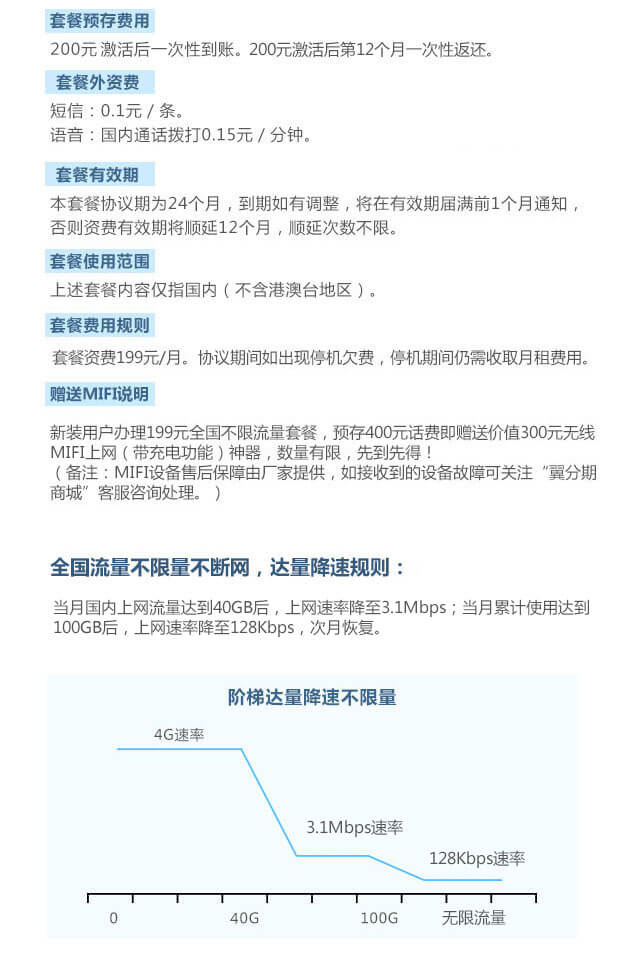 套餐预存费用
200元 激活后一次性到账。200元激活后第12个月一次性返还。
套餐外资费
短信：0.1元 / 条。
语音：国内通话拨打0.15元 / 分钟。
套餐有效期
本套餐协议期为24个月，到期如有调整，将在有效期届满前1个月通知，
否则资费有效期将顺延12个月，顺延次数不限。
套餐使用范围
上述套餐内容仅指国内（不含港澳台地区）。
套餐费用规则
套餐资费199元/月。协议期间如出现停机欠费，停机期间仍需收取月租费用。
赠送MIFI说明
新装用户办理199元全国不限流量套餐，预存400元话费即赠送价值300元无线
MIFI上网（带充电功能）神器，数量有限，先到先得！
（备注：MIFI设备售后保障由厂家提供，如接收到的设备故障可关注“翼分期
商城”客服咨询处理。）
全国流量不限量不断网，达量降速规则：
当月国内上网流量达到40GB后，上网速率降至3.1Mbps；当月累计使用达到
100GB后，上网速率降至128Kbps，次月恢复。
阶梯达量降速不限量
4G速率
3.1Mbps速率
128Kbps速率
0 40G 100G 无限流量